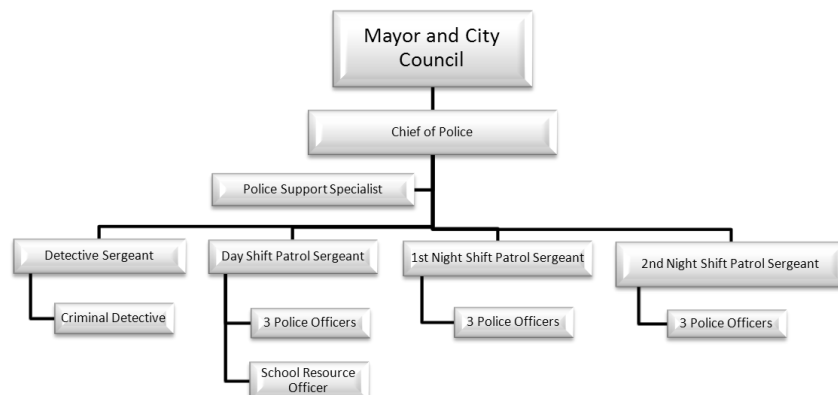 Mayor and City
Council
Chief of Police
Police Support Specialist
Detective Sergeant
Day Shift Patrol Sergeant
1st Night Shift Patrol Sergeant
2nd Night Shift Patrol Sergeant
Criminal Detective
3 Police Officers
3 Police Officers
3 Police Officers
School Resource
Officer